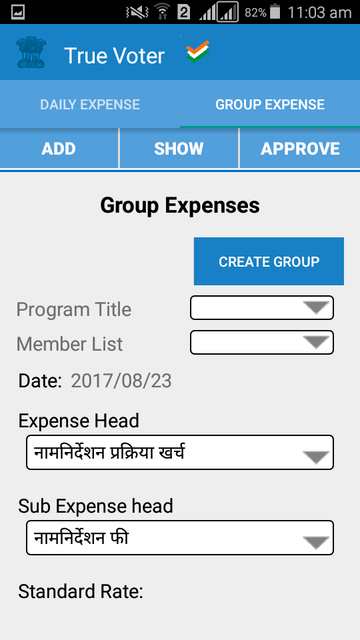 2 82% 11:03 am
True Voter
DAILY EXPENSE GROUP EXPENSE
ADD SHOW APPROVE
Group Expenses
CREATE GROUP
Program Title
Member List
Date: 2017/08/23
Expense Head
नामनिर्देशन प्रक्रिया खर्च
Sub Expense head
नामनिर्देशन फी
Standard Rate: